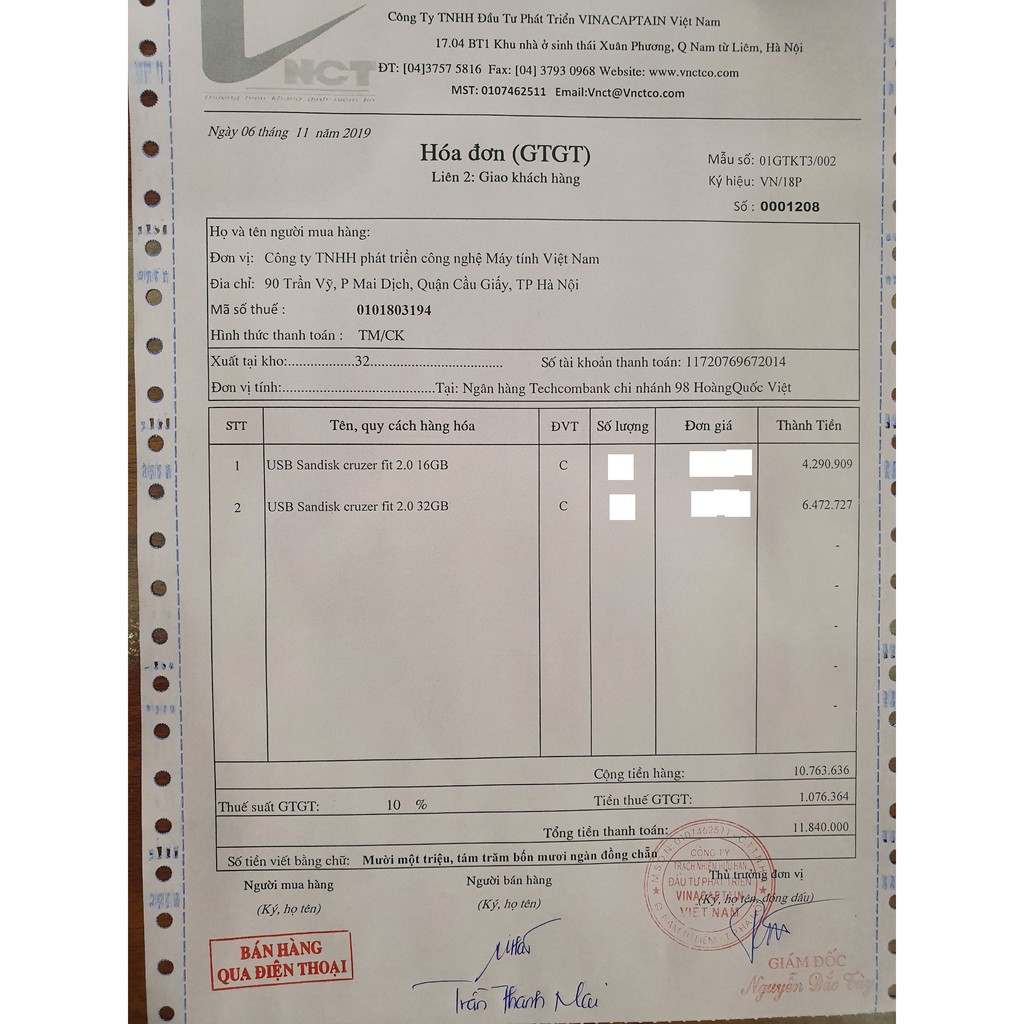 Công Ty TNHH Đầu Tư Phát Triển VINACAPTAIN Việt Nam
17.04 BT1 Khu nhà ở sinh thái Xuân Phương, Q Nam từ Liêm, Hà Nội
NCT
ĐT: [04]3757 5816 Fax: [04] 3793 0968 Website: www.vnctco.com
MST: 0107462511 Email:Vnct@Vnctco.com
Ngày 06 tháng 11 năm 2019
Hóa đơn (GTGT)
Liên 2: Giao khách hàng
Mẫu số: 01GTKT3/002
Ký hiệu: VN/18P
Số : 0001208
Họ và tên người mua hàng:
Đơn vị: Công ty TNHH phát triển công nghệ Máy tính Việt Nam
Đia chỉ: 90 Trần Vỹ, P Mai Dịch, Quận Cầu Giấy, TP Hà Nội
Mã số thuế : 0101803194
Hình thức thanh toán : TM/CK
Xuất tại kho:.................32.................................. Số tài khoản thanh toán: 11720769672014
Đơn vị tính:......................................Tại: Ngân hàng Techcombank chi nhánh 98 HoàngQuốc Việt
STT Tên, quy cách hàng hóa ĐVT Số lượng Đơn giá Thành Tiền
1 USB Sandisk cruzer fit 2.0 16GB C 4.290.909
2 USB Sandisk cruzer fit 2.0 32GB C 6.472.727
-
-
-
-
-
Cộng tiền hàng: 10.763.636
Thuế suất GTGT: 10 % Tiền thuế GTGT: 1.076.364
Tổng tiền thanh toán: 11.840.000
Số tiền viết bằng chữ: Mười một triệu, tám trăm bốn mươi ngàn đồng chẵn
Người mua hàng Người bán hàng Thủ trưởng đơn vị
(Ký, họ tên) (Ký, họ tên) (Ký, họ tên, đóng dấu)
CÔNG TY
TRÁCH NHIỆM HỮU HẠN
ĐẦU TƯ PHÁT TRIỂN
VINACAPTAIN
VIỆT NAM
BÁN HÀNG
QUA ĐIỆN THOẠI
Trần Thanh Mai
GIÁM ĐỐC
Nguyễn Đắc